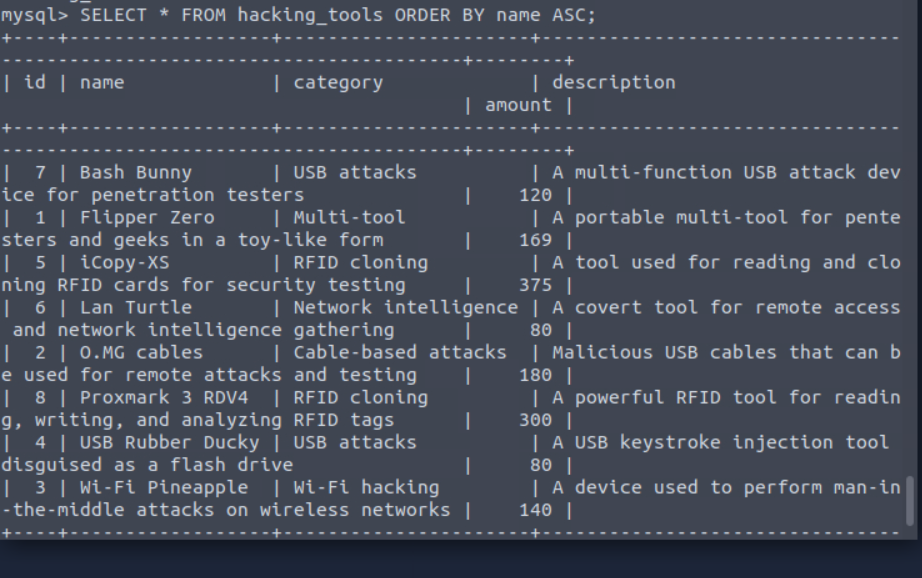 mysql> SELECT * FROM hacking_tools ORDER BY name ASC;
+----+-------------------+----------------------+--------------------------------
-----------------------------------------+--------+
| id | name              | category             | description
                                         | amount |
+----+-------------------+----------------------+--------------------------------
-----------------------------------------+--------+
|  7 | Bash Bunny        | USB attacks          | A multi-function USB attack dev
ice for penetration testers              |    120 |
|  1 | Flipper Zero      | Multi-tool           | A portable multi-tool for pente
sters and geeks in a toy-like form       |    169 |
|  5 | iCopy-XS          | RFID cloning         | A tool used for reading and clo
ning RFID cards for security testing     |    375 |
|  6 | Lan Turtle        | Network intelligence | A covert tool for remote access
 and network intelligence gathering      |     80 |
|  2 | O.MG cables       | Cable-based attacks  | Malicious USB cables that can b
e used for remote attacks and testing    |    180 |
|  8 | Proxmark 3 RDV4   | RFID cloning         | A powerful RFID tool for readin
g, writing, and analyzing RFID tags      |    300 |
|  4 | USB Rubber Ducky | USB attacks          | A USB keystroke injection tool
disguised as a flash drive               |     80 |
|  3 | Wi-Fi Pineapple  | Wi-Fi hacking        | A device used to perform man-in
-the-middle attacks on wireless networks |    140 |
+----+-------------------+----------------------+--------------------------------